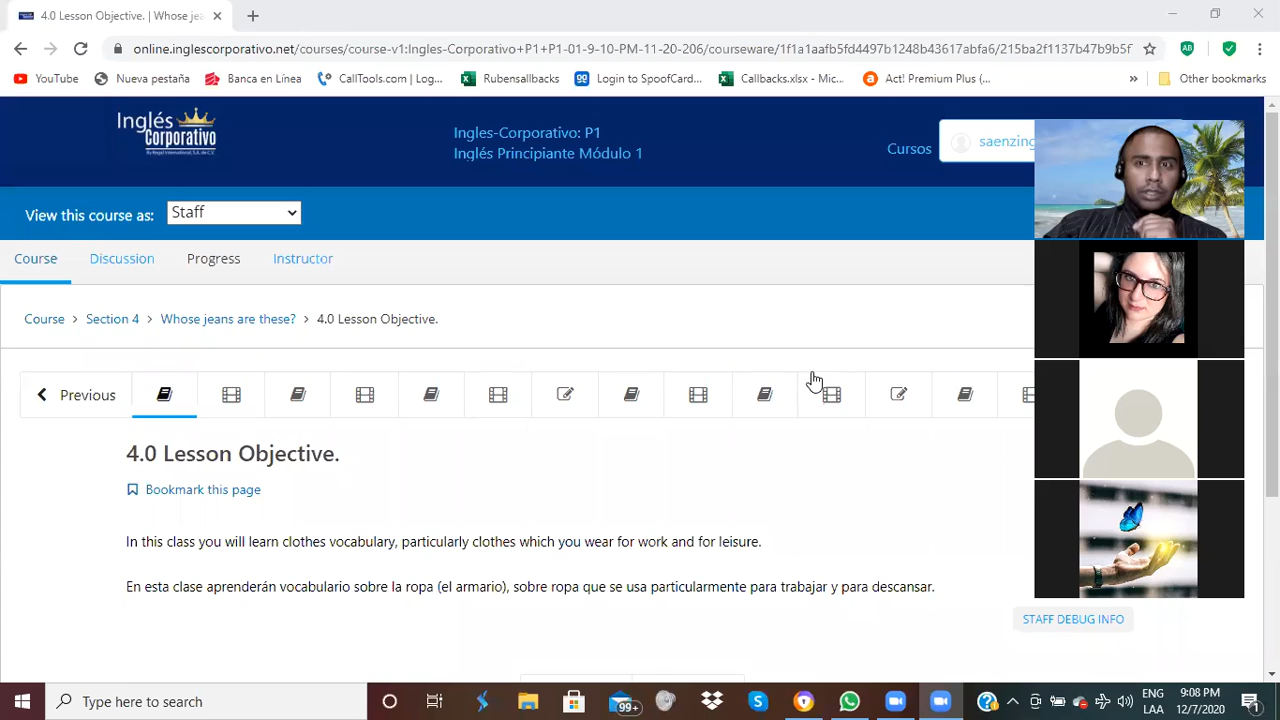 4.0 Lesson Objective. | Whose jea
online.inglescorporativo.net/courses/course-v1:Ingles-Corporativo+P1+P1-01-9-10-PM-11-20-206/courseware/1f1a1aafb5fd4497b1248b43617abfa6/215ba2f1137b47b9b5f
YouTube Nueva pestaña Banca en Línea CallTools.com | Log... Rubensallbacks Login to SpoofCard... Callbacks.xlsx - Mic... Act! Premium Plus (... » Other bookmarks
Inglés
Corporativo
By Regal International, S.A. de C.V.
Ingles-Corporativo: P1
Inglés Principiante Módulo 1
Cursos saenzing
View this course as: Staff
Course Discussion Progress Instructor
Course > Section 4 > Whose jeans are these? > 4.0 Lesson Objective.
Previous
4.0 Lesson Objective.
Bookmark this page
In this class you will learn clothes vocabulary, particularly clothes which you wear for work and for leisure.
En esta clase aprenderán vocabulario sobre la ropa (el armario), sobre ropa que se usa particularmente para trabajar y para descansar.
STAFF DEBUG INFO
Type here to search
99+
ENG
LAA
9:08 PM
12/7/2020
1